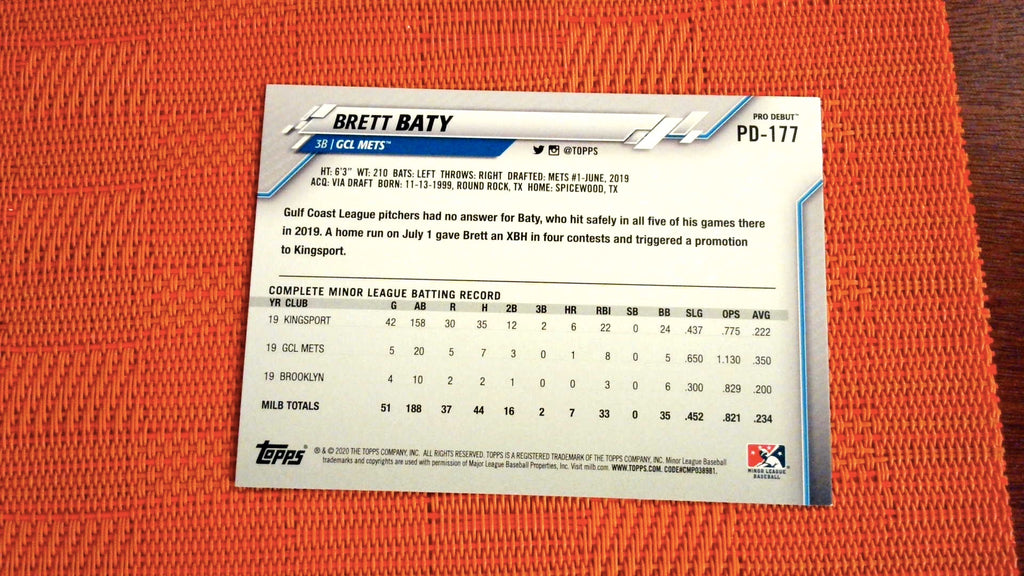 BRETT BATY
PRO DEBUT™
PD-177
3B | GCL METS™
@TOPPS
HT: 6'3" WT: 210 BATS: LEFT THROWS: RIGHT DRAFTED: METS #1-JUNE, 2019
ACQ: VIA DRAFT BORN: 11-13-1999, ROUND ROCK, TX HOME: SPICEWOOD, TX
Gulf Coast League pitchers had no answer for Baty, who hit safely in all five of his games there
in 2019. A home run on July 1 gave Brett an XBH in four contests and triggered a promotion
to Kingsport.
COMPLETE MINOR LEAGUE BATTING RECORD
YR CLUB G AB R H 2B 3B HR RBI SB BB SLG OPS AVG
19 KINGSPORT 42 158 30 35 12 2 6 22 0 24 .437 .775 .222
19 GCL METS 5 20 5 7 3 0 1 8 0 5 .650 1.130 .350
19 BROOKLYN 4 10 2 2 1 0 0 3 0 6 .300 .829 .200
MILB TOTALS 51 188 37 44 16 2 7 33 0 35 .452 .821 .234
Topps ® & © 2020 THE TOPPS COMPANY, INC. ALL RIGHTS RESERVED. TOPPS IS A REGISTERED TRADEMARK OF THE TOPPS COMPANY, INC. Minor League Baseball
trademarks and copyrights are used with permission of Major League Baseball Properties, Inc. Visit milb.com. WWW.TOPPS.COM. CODE#CMP038981.
MINOR LEAGUE
BASEBALL